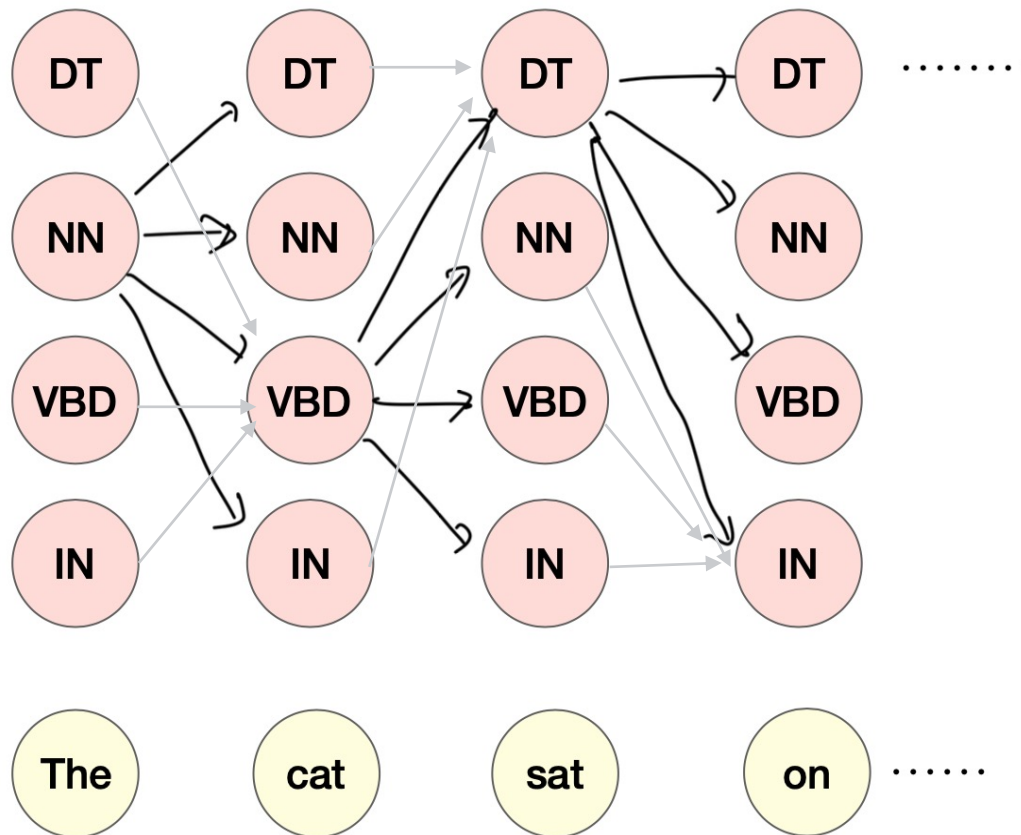 DT DT DT DT .......
NN NN NN NN
VBD VBD VBD VBD
IN IN IN IN
The cat sat on ......